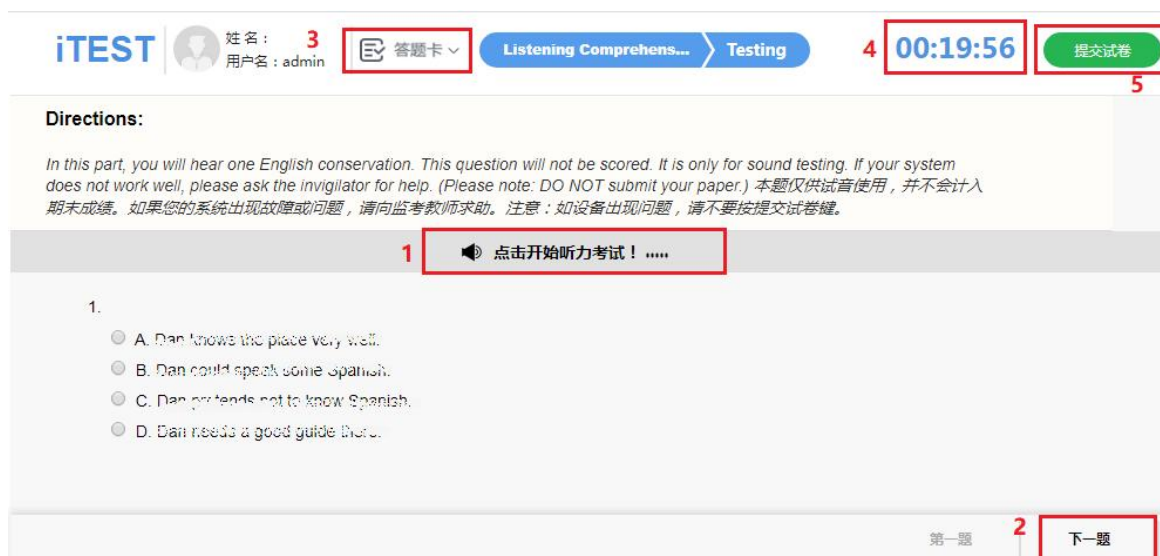 iTEST
姓名：
用户名：admin
3
答题卡
Listening Comprehens...
Testing
4
00:19:56
提交试卷
5
Directions:
In this part, you will hear one English conservation. This question will not be scored. It is only for sound testing. If your system
does not work well, please ask the invigilator for help. (Please note: DO NOT submit your paper.) 本题仅供试音使用，并不会计入
期末成绩。如果您的系统出现故障或问题，请向监考教师求助。注意：如设备出现问题，请不要按提交试卷键。
1
点击开始听力考试！.....
1.
A. Dan knows the place very well.
B. Dan could speak some Spanish.
C. Dan pretends not to know Spanish.
D. Dan needs a good guide there.
第一题
2
下一题